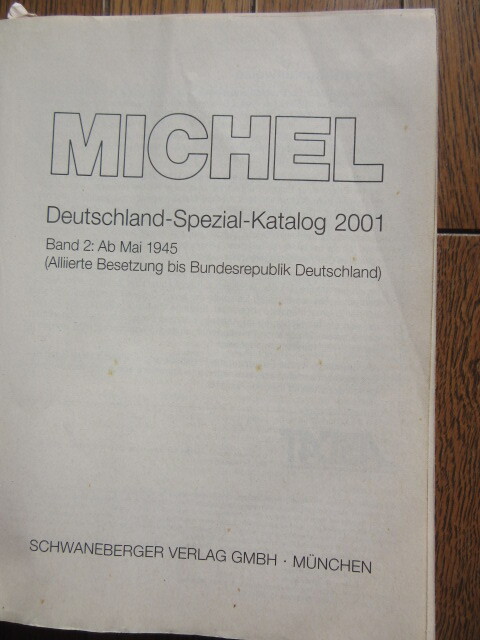 MICHEL
Deutschland-Spezial-Katalog 2001
Band 2: Ab Mai 1945
(Alliierte Besetzung bis Bundesrepublik Deutschland)
SCHWANEBERGER VERLAG GMBH · MÜNCHEN